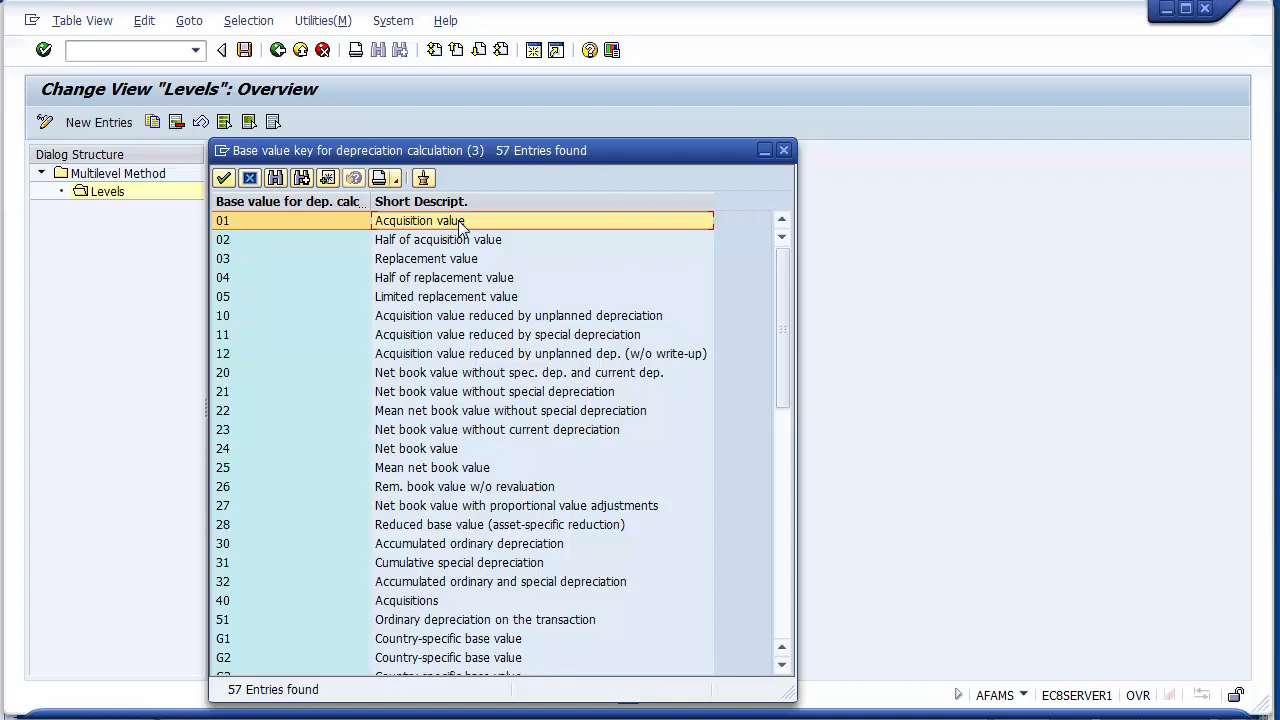 Table View Edit Goto Selection Utilities(M) System Help
Change View "Levels": Overview
New Entries
Dialog Structure
Multilevel Method
Levels
Base value key for depreciation calculation (3) 57 Entries found
Base value for dep. calc... Short Descript.
01 Acquisition value
02 Half of acquisition value
03 Replacement value
04 Half of replacement value
05 Limited replacement value
10 Acquisition value reduced by unplanned depreciation
11 Acquisition value reduced by special depreciation
12 Acquisition value reduced by unplanned dep. (w/o write-up)
20 Net book value without spec. dep. and current dep.
21 Net book value without special depreciation
22 Mean net book value without special depreciation
23 Net book value without current depreciation
24 Net book value
25 Mean net book value
26 Rem. book value w/o revaluation
27 Net book value with proportional value adjustments
28 Reduced base value (asset-specific reduction)
30 Accumulated ordinary depreciation
31 Cumulative special depreciation
32 Accumulated ordinary and special depreciation
40 Acquisitions
51 Ordinary depreciation on the transaction
G1 Country-specific base value
G2 Country-specific base value
57 Entries found
AFAMS EC8SERVER1 OVR